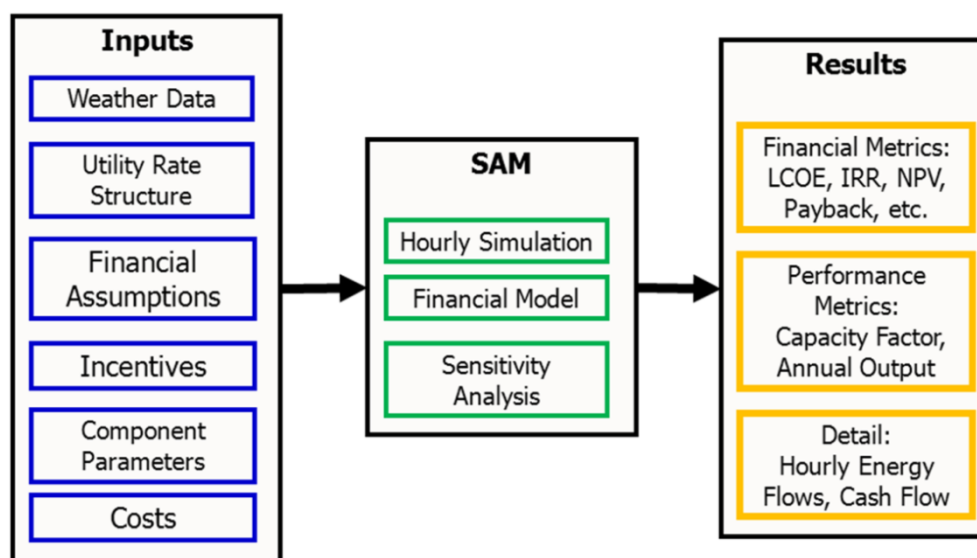 Inputs
Weather Data
Utility Rate
Structure
Financial
Assumptions
Incentives
Component
Parameters
Costs
SAM
Hourly Simulation
Financial Model
Sensitivity
Analysis
Results
Financial Metrics:
LCOE, IRR, NPV,
Payback, etc.
Performance
Metrics:
Capacity Factor,
Annual Output
Detail:
Hourly Energy
Flows, Cash Flow